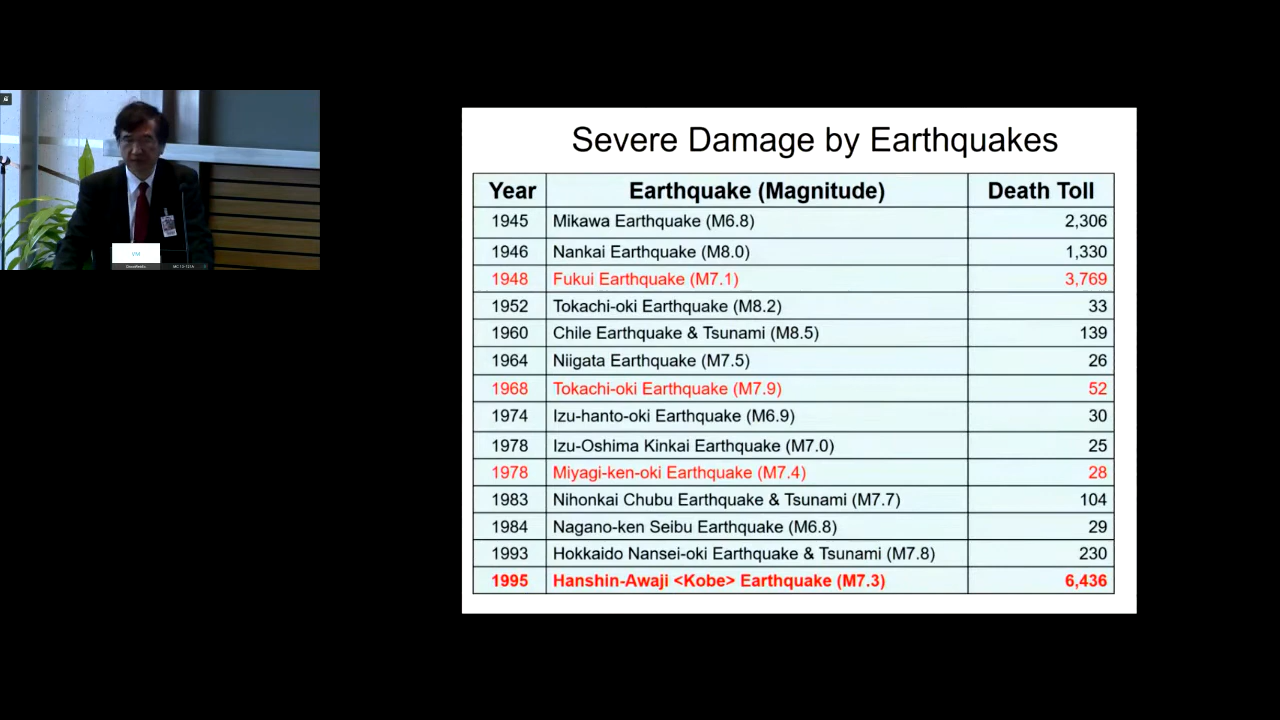 Severe Damage by Earthquakes
Year Earthquake (Magnitude) Death Toll
1945 Mikawa Earthquake (M6.8) 2,306
1946 Nankai Earthquake (M8.0) 1,330
1948 Fukui Earthquake (M7.1) 3,769
1952 Tokachi-oki Earthquake (M8.2) 33
1960 Chile Earthquake & Tsunami (M8.5) 139
1964 Niigata Earthquake (M7.5) 26
1968 Tokachi-oki Earthquake (M7.9) 52
1974 Izu-hanto-oki Earthquake (M6.9) 30
1978 Izu-Oshima Kinkai Earthquake (M7.0) 25
1978 Miyagi-ken-oki Earthquake (M7.4) 28
1983 Nihonkai Chubu Earthquake & Tsunami (M7.7) 104
1984 Nagano-ken Seibu Earthquake (M6.8) 29
1993 Hokkaido Nansei-oki Earthquake & Tsunami (M7.8) 230
1995 Hanshin-Awaji <Kobe> Earthquake (M7.3) 6,436
VM